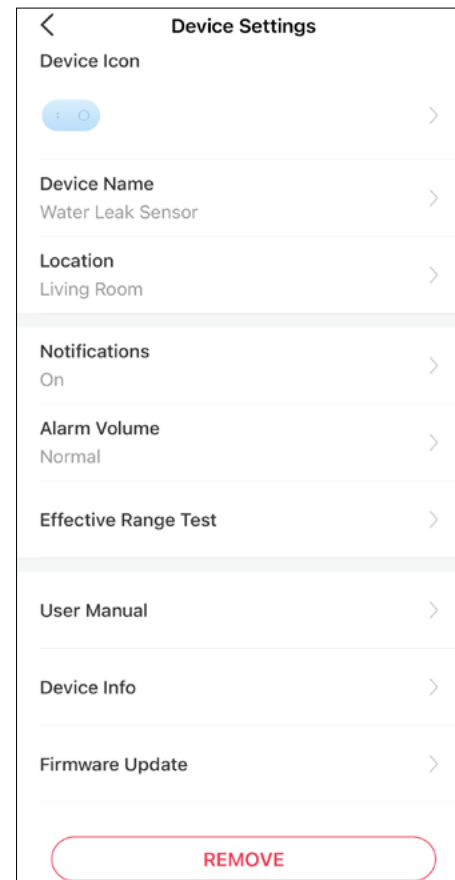 Device Settings
Device Icon
Device Name
Water Leak Sensor
Location
Living Room
Notifications
On
Alarm Volume
Normal
Effective Range Test
User Manual
Device Info
Firmware Update
REMOVE